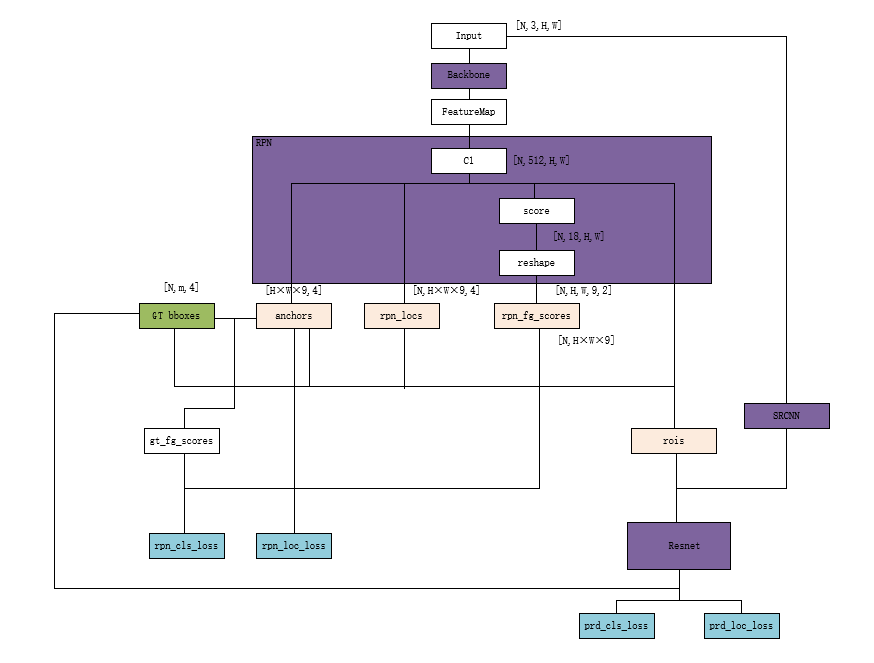 Input
[N,3,H,W]
Backbone
FeatureMap
RPN
C1
[N,512,H,W]
score
[N,18,H,W]
reshape
[N,m,4]
[H×W×9,4]
[N,H×W×9,4]
[N,H,W,9,2]
GT bboxes
anchors
rpn_locs
rpn_fg_scores
[N,H×W×9]
SRCNN
gt_fg_scores
rois
rpn_cls_loss
rpn_loc_loss
Resnet
prd_cls_loss
prd_loc_loss